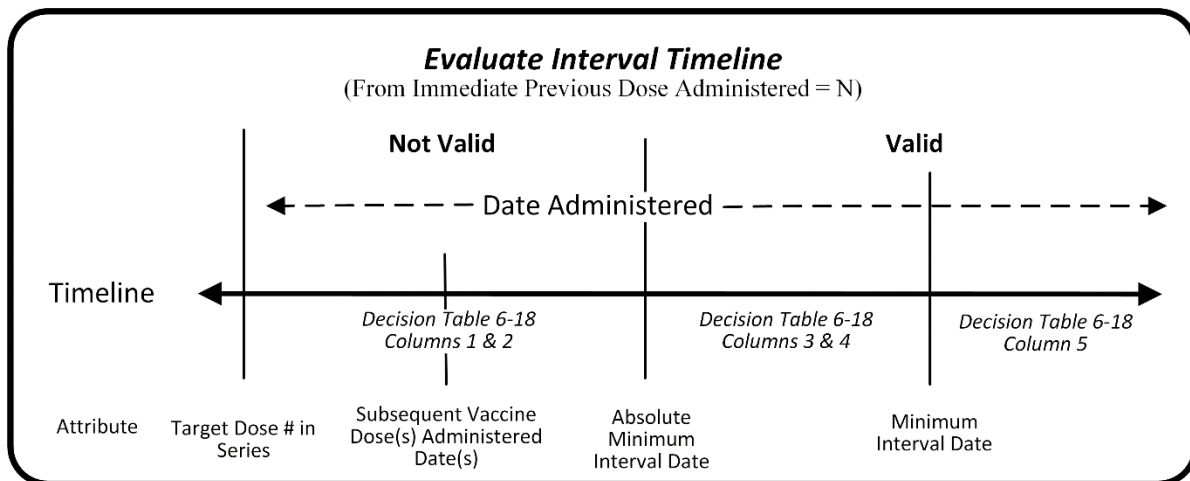 Evaluate Interval Timeline
(From Immediate Previous Dose Administered = N)
Not Valid
Valid
Date Administered
Timeline
Decision Table 6-18
Columns 1 & 2
Decision Table 6-18
Columns 3 & 4
Decision Table 6-18
Column 5
Attribute
Target Dose # in
Series
Subsequent Vaccine
Dose(s) Administered
Date(s)
Absolute
Minimum
Interval Date
Minimum
Interval Date